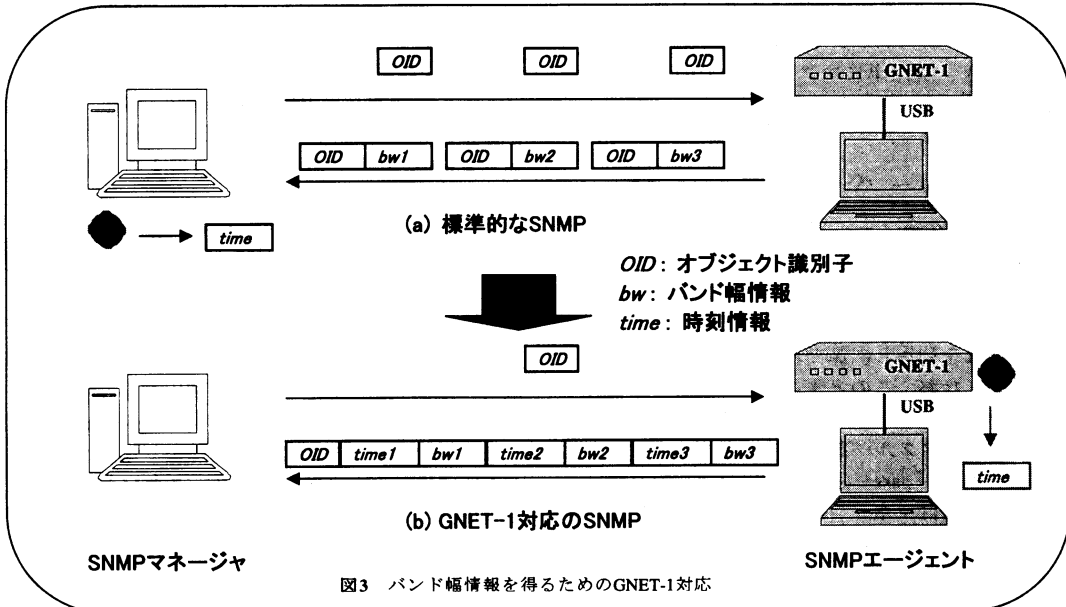 OID OID OID
GNET-1
USB
OID bw1 OID bw2 OID bw3
(a) 標準的なSNMP
time
OID: オブジェクト識別子
bw: バンド幅情報
time: 時刻情報
OID
GNET-1
USB
OID time1 bw1 time2 bw2 time3 bw3
time
(b) GNET-1対応のSNMP
SNMPマネージャ SNMPエージェント
図3 バンド幅情報を得るためのGNET-1対応